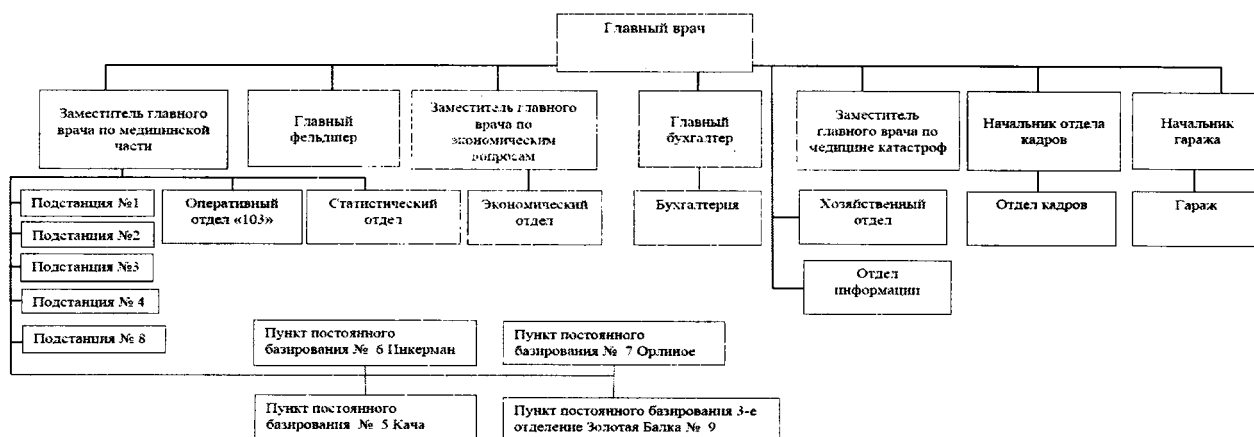 Главный врач
Заместитель главного
врача по медицинской
части
Главный
фельдшер
Заместитель главного
врача по
экономическим
вопросам
Главный
бухгалтер
Заместитель
главного врача по
медицине катастроф
Начальник отдела
кадров
Начальник
гаража
Подстанция №1
Подстанция №2
Подстанция №3
Подстанция № 4
Подстанция № 8
Оперативный
отдел «103»
Статистический
отдел
Экономический
отдел
Бухгалтерия
Хозяйственный
отдел
Отдел кадров
Гараж
Отдел
информации
Пункт постоянного
базирования № 6 Инкерман
Пункт постоянного
базирования № 7 Орлиное
Пункт постоянного
базирования № 5 Кача
Пункт постоянного базирования 3-е
отделение Золотая Балка № 9